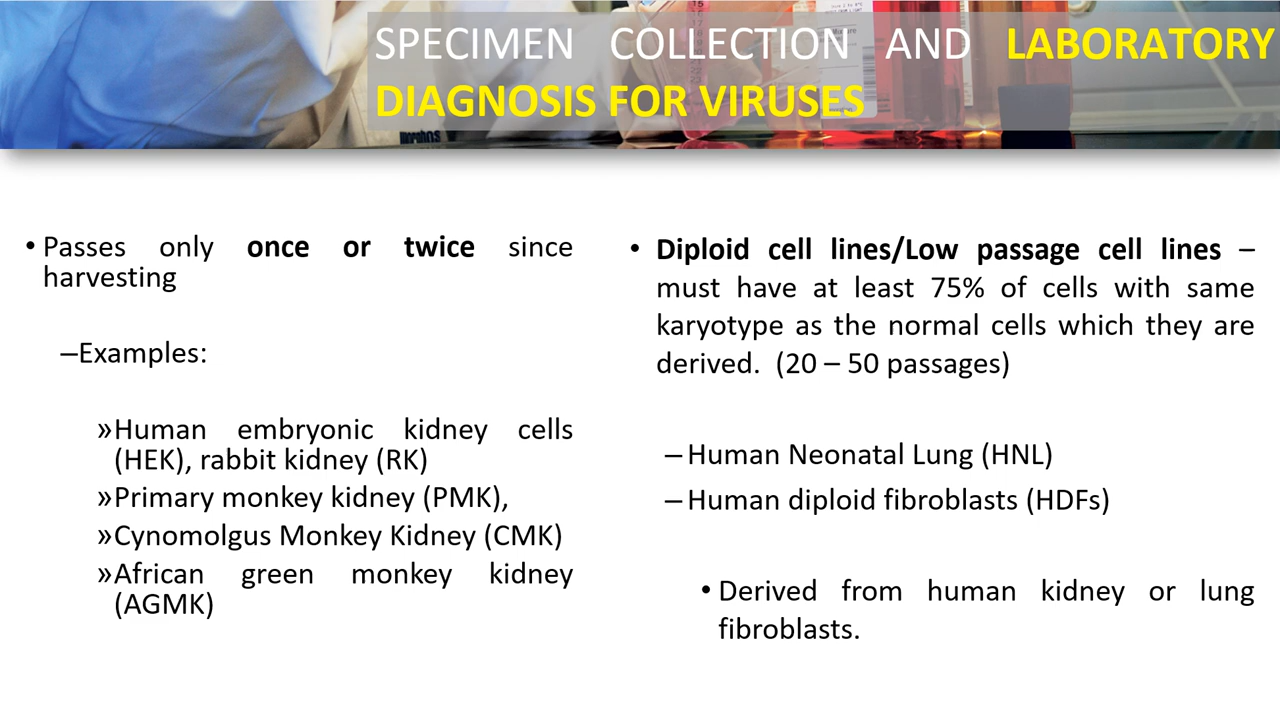 SPECIMEN COLLECTION AND LABORATORY
DIAGNOSIS FOR VIRUSES
• Passes only once or twice since
harvesting
–Examples:
»Human embryonic kidney cells
(HEK), rabbit kidney (RK)
»Primary monkey kidney (PMK),
»Cynomolgus Monkey Kidney (CMK)
»African green monkey kidney
(AGMK)
• Diploid cell lines/Low passage cell lines –
must have at least 75% of cells with same
karyotype as the normal cells which they are
derived. (20 – 50 passages)
– Human Neonatal Lung (HNL)
– Human diploid fibroblasts (HDFs)
• Derived from human kidney or lung
fibroblasts.